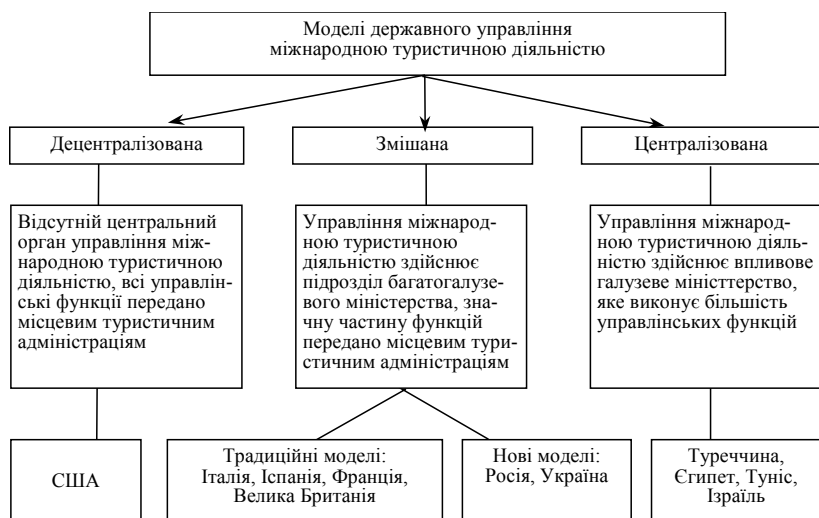 Моделі державного управління
міжнародною туристичною діяльністю
Децентралізована
Змішана
Централізована
Відсутній центральний
орган управління між-
народною туристичною
діяльністю, всі управлін-
ські функції передано
місцевим туристичним
адміністраціям
Управління міжнарод-
ною туристичною
діяльністю здійснює
підрозділ багатогалузе-
вого міністерства, знач-
ну частину функцій
передано місцевим тури-
стичним адміністраціям
Управління міжнарод-
ною туристичною діяль-
ністю здійснює впливове
галузеве міністтерство,
яке виконує більшість
управлінських функцій
США
Традиційні моделі:
Італія, Іспанія, Франція,
Велика Британія
Нові моделі:
Росія, Україна
Туреччина,
Єгипет, Туніс,
Ізраїль